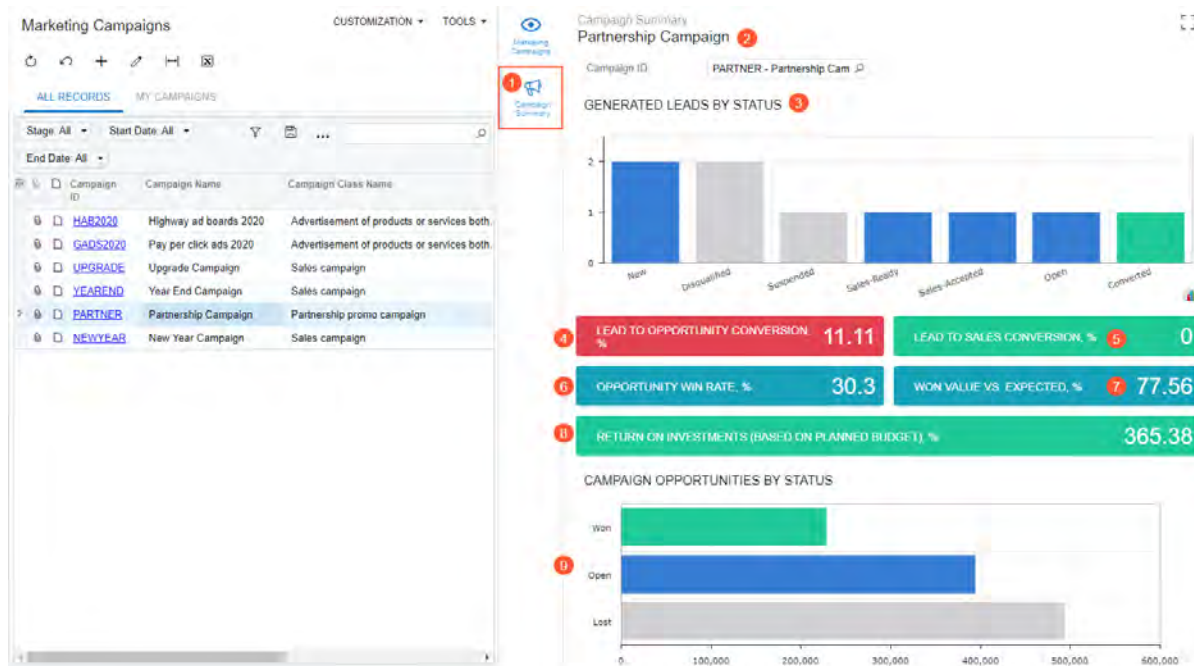 Marketing Campaigns
CUSTOMIZATION TOOLS
ALL RECORDS MY CAMPAIGNS
Stage: All Start Date: All ...
End Date: All
Campaign ID Campaign Name Campaign Class Name
HAB2020 Highway ad boards 2020 Advertisement of products or services both.
GADS2020 Pay per click ads 2020 Advertisement of products or services both.
UPGRADE Upgrade Campaign Sales campaign
YEAREND Year End Campaign Sales campaign
PARTNER Partnership Campaign Partnership promo campaign
NEWYEAR New Year Campaign Sales campaign
Marketing
Campaigns
1
Campaign
Summary
Campaign Summary
Partnership Campaign 2
Campaign ID PARTNER - Partnership Cam
GENERATED LEADS BY STATUS 3
2
1
0
New Disqualified Suspended Sales-Ready Sales-Accepted Open Converted
4 LEAD TO OPPORTUNITY CONVERSION, % 11.11
LEAD TO SALES CONVERSION, % 5 0
6 OPPORTUNITY WIN RATE, % 30.3
WON VALUE VS. EXPECTED, % 7 77.56
8 RETURN ON INVESTMENTS (BASED ON PLANNED BUDGET), % 365.38
CAMPAIGN OPPORTUNITIES BY STATUS
Won
9
Open
Lost
0 100,000 200,000 300,000 400,000 500,000 600,000